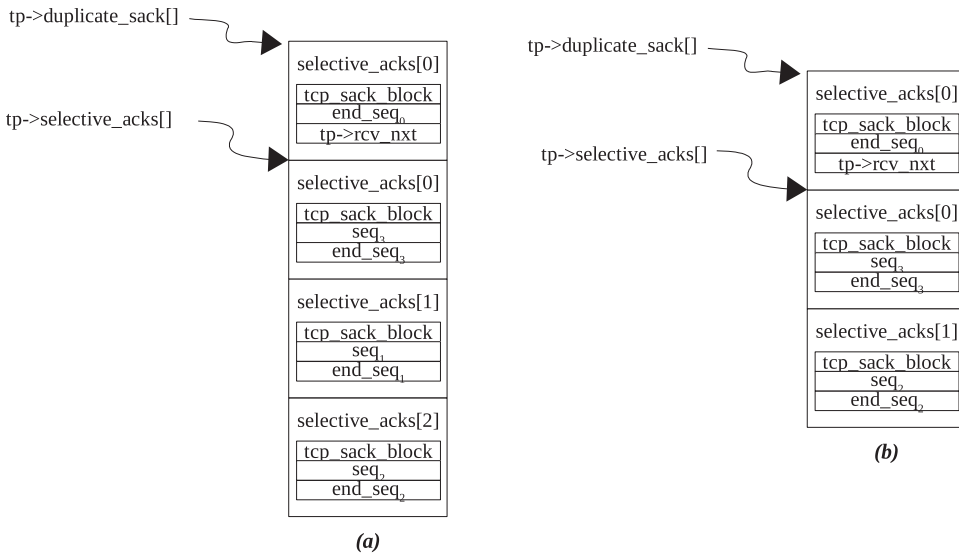 tp->duplicate_sack[]
selective_acks[0]
tcp_sack_block
end_seq₀
tp->rcv_nxt
tp->selective_acks[]
selective_acks[0]
tcp_sack_block
seq₃
end_seq₃
selective_acks[1]
tcp_sack_block
seq₁
end_seq₁
selective_acks[2]
tcp_sack_block
seq₂
end_seq₂
(a)
tp->duplicate_sack[]
selective_acks[0]
tcp_sack_block
end_seq₀
tp->rcv_nxt
tp->selective_acks[]
selective_acks[0]
tcp_sack_block
seq₃
end_seq₃
selective_acks[1]
tcp_sack_block
seq₂
end_seq₂
(b)